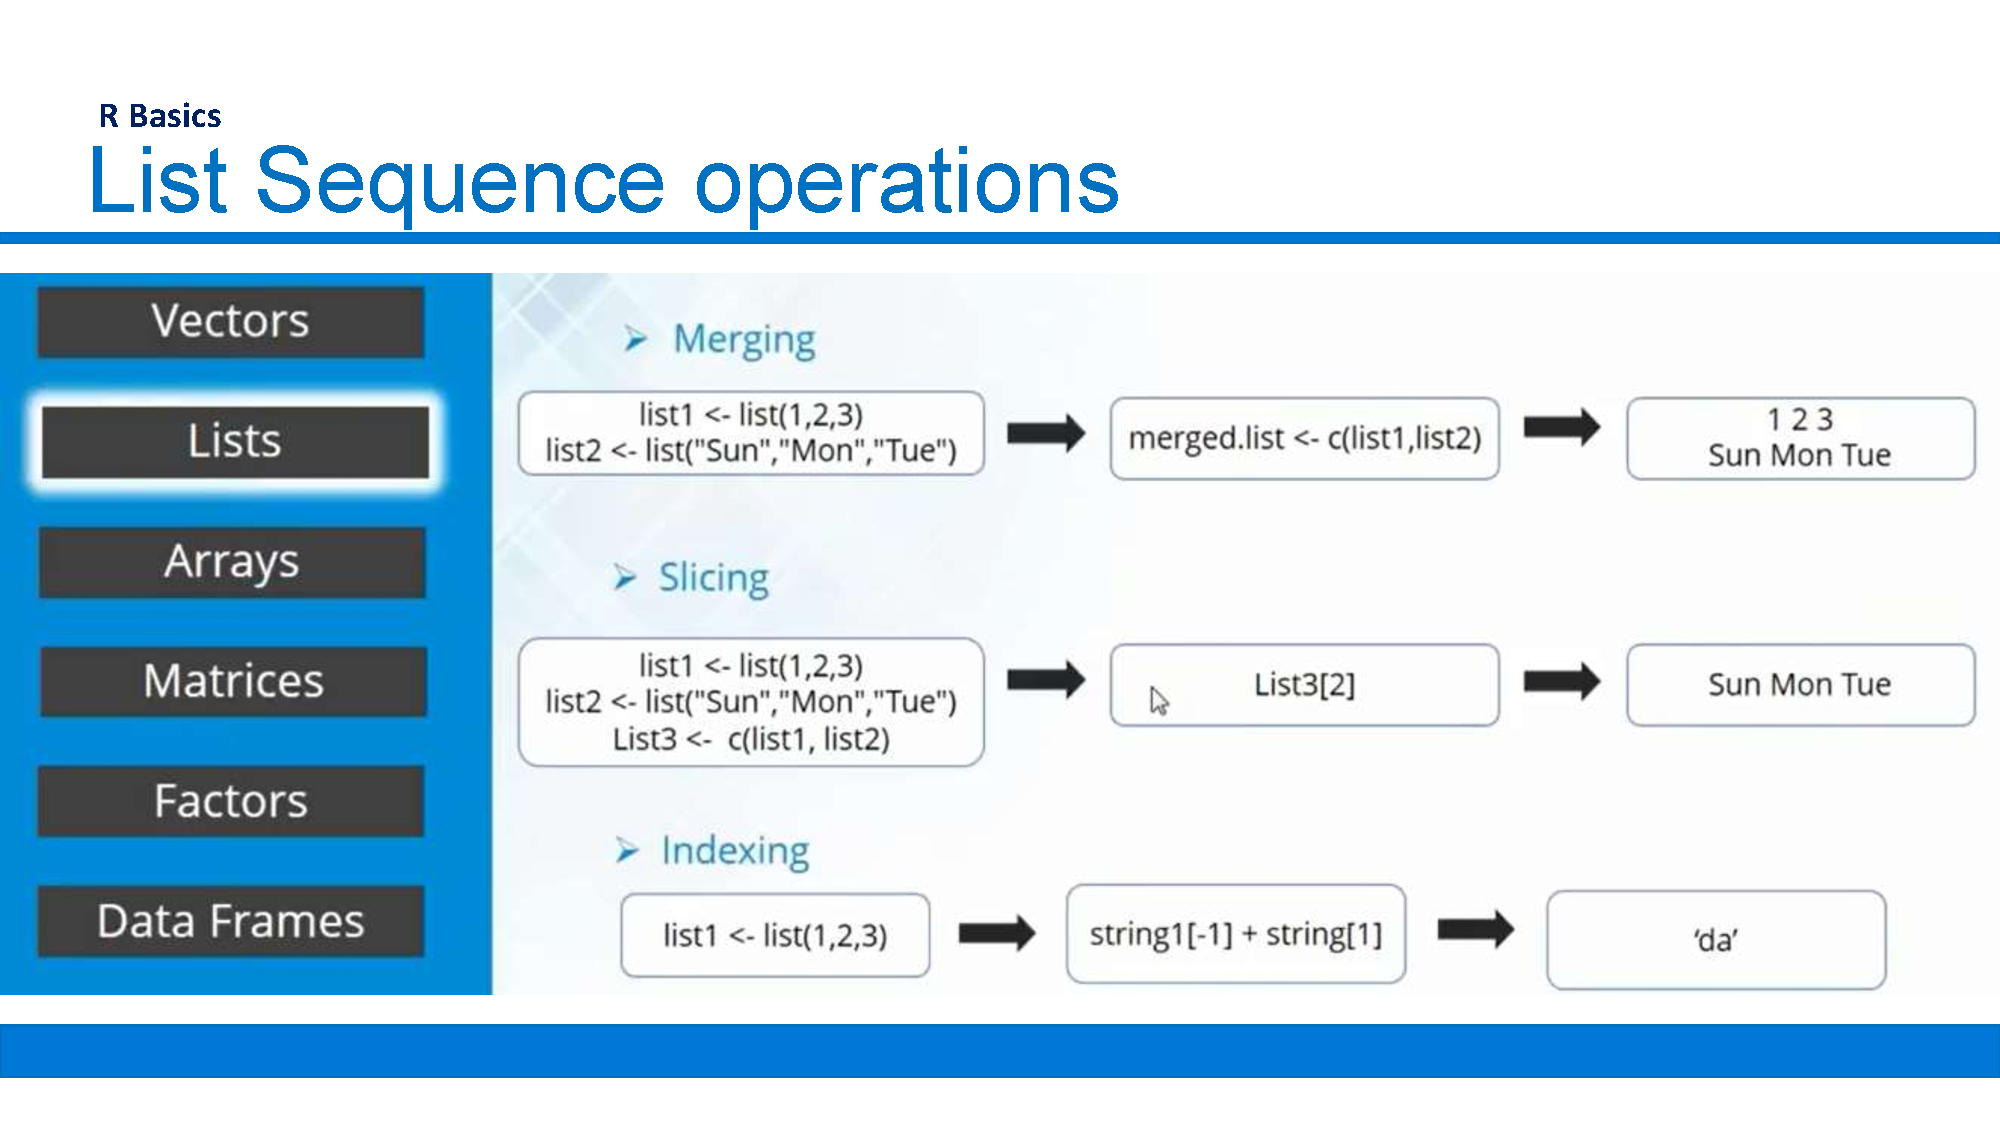 R Basics
List Sequence operations
Vectors
Lists
Arrays
Matrices
Factors
Data Frames
Merging
list1 <- list(1,2,3)
list2 <- list("Sun","Mon","Tue")
merged.list <- c(list1,list2)
1 2 3
Sun Mon Tue
Slicing
list1 <- list(1,2,3)
list2 <- list("Sun","Mon","Tue")
List3 <- c(list1, list2)
List3[2]
Sun Mon Tue
Indexing
list1 <- list(1,2,3)
string1[-1] + string[1]
‘da’